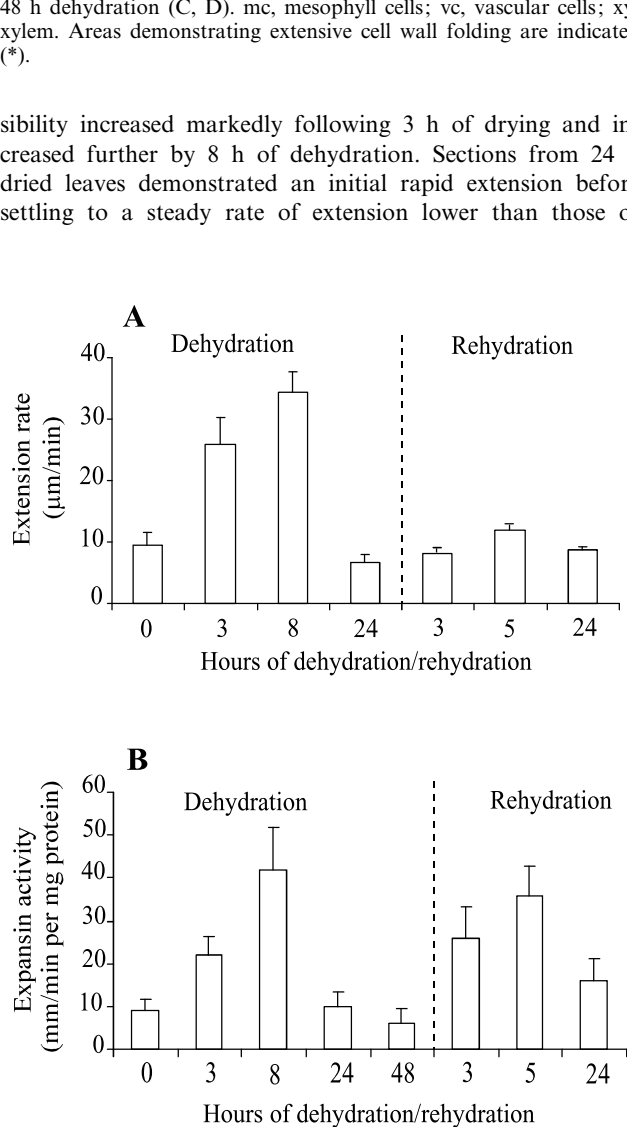 48 h dehydration (C, D). mc, mesophyll cells; vc, vascular cells; xy
xylem. Areas demonstrating extensive cell wall folding are indicate
(*).
sibility increased markedly following 3 h of drying and in
creased further by 8 h of dehydration. Sections from 24
dried leaves demonstrated an initial rapid extension befor
settling to a steady rate of extension lower than those o
A
Dehydration
Rehydration
Extension rate
(μm/min)
40
30
20
10
0
0 3 8 24 3 5 24
Hours of dehydration/rehydration
B
Dehydration
Rehydration
Expansin activity
(mm/min per mg protein)
60
50
40
30
20
10
0
0 3 8 24 48 3 5 24
Hours of dehydration/rehydration